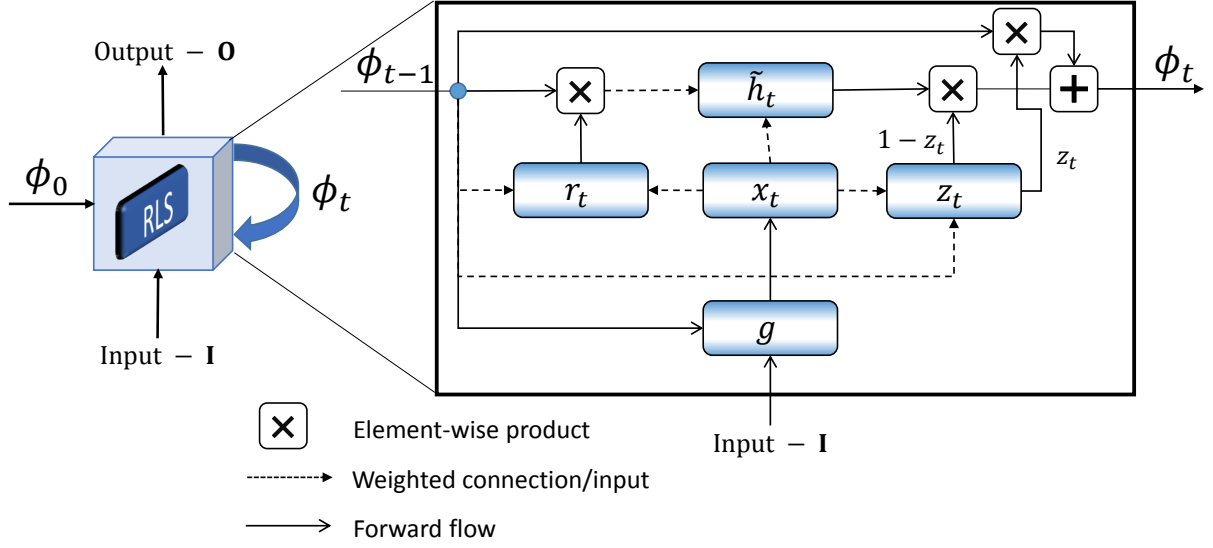 Output – O
ϕ₀
RLS
ϕₜ
Input – I
ϕₜ₋₁
×
h̃ₜ
×
×
+
ϕₜ
1 − zₜ
zₜ
rₜ
xₜ
zₜ
g
Input – I
× Element-wise product
Weighted connection/input
Forward flow